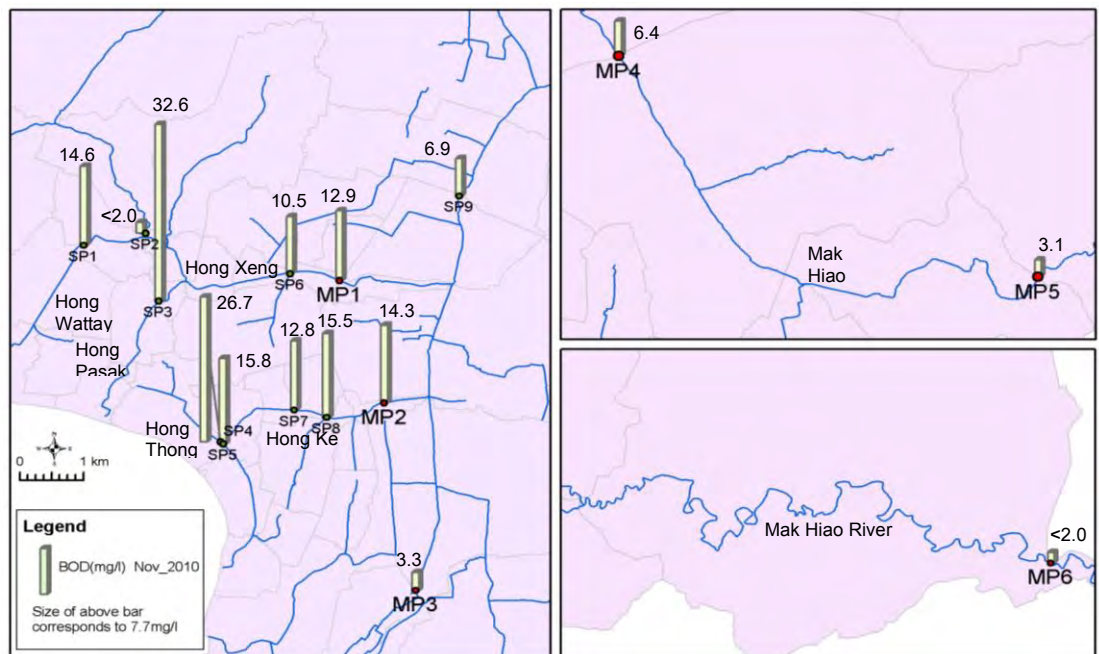 32.6
14.6
<2.0
SP2
SP1
SP3
Hong Xeng
10.5
SP6
12.9
MP1
6.9
SP9
Hong
Wattay
Hong
Pasak
26.7
15.8
12.8
15.5
14.3
SP4
SP5
SP7
SP8
MP2
Hong
Thong
Hong Ke
N
W
E
S
0 1 km
3.3
MP3
Legend
BOD(mg/l) Nov_2010
Size of above bar
corresponds to 7.7mg/l
6.4
MP4
Mak
Hiao
3.1
MP5
Mak Hiao River
<2.0
MP6